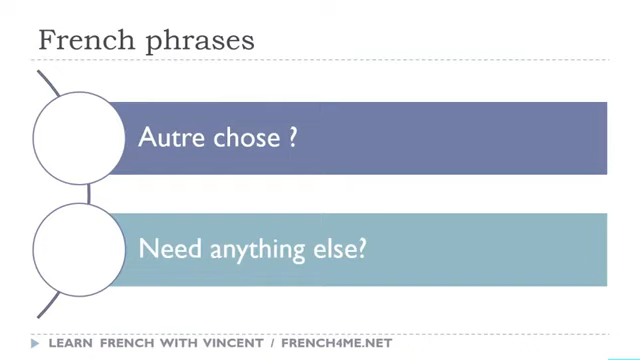 French phrases
Autre chose ?
Need anything else?
LEARN FRENCH WITH VINCENT / FRENCH4ME.NET